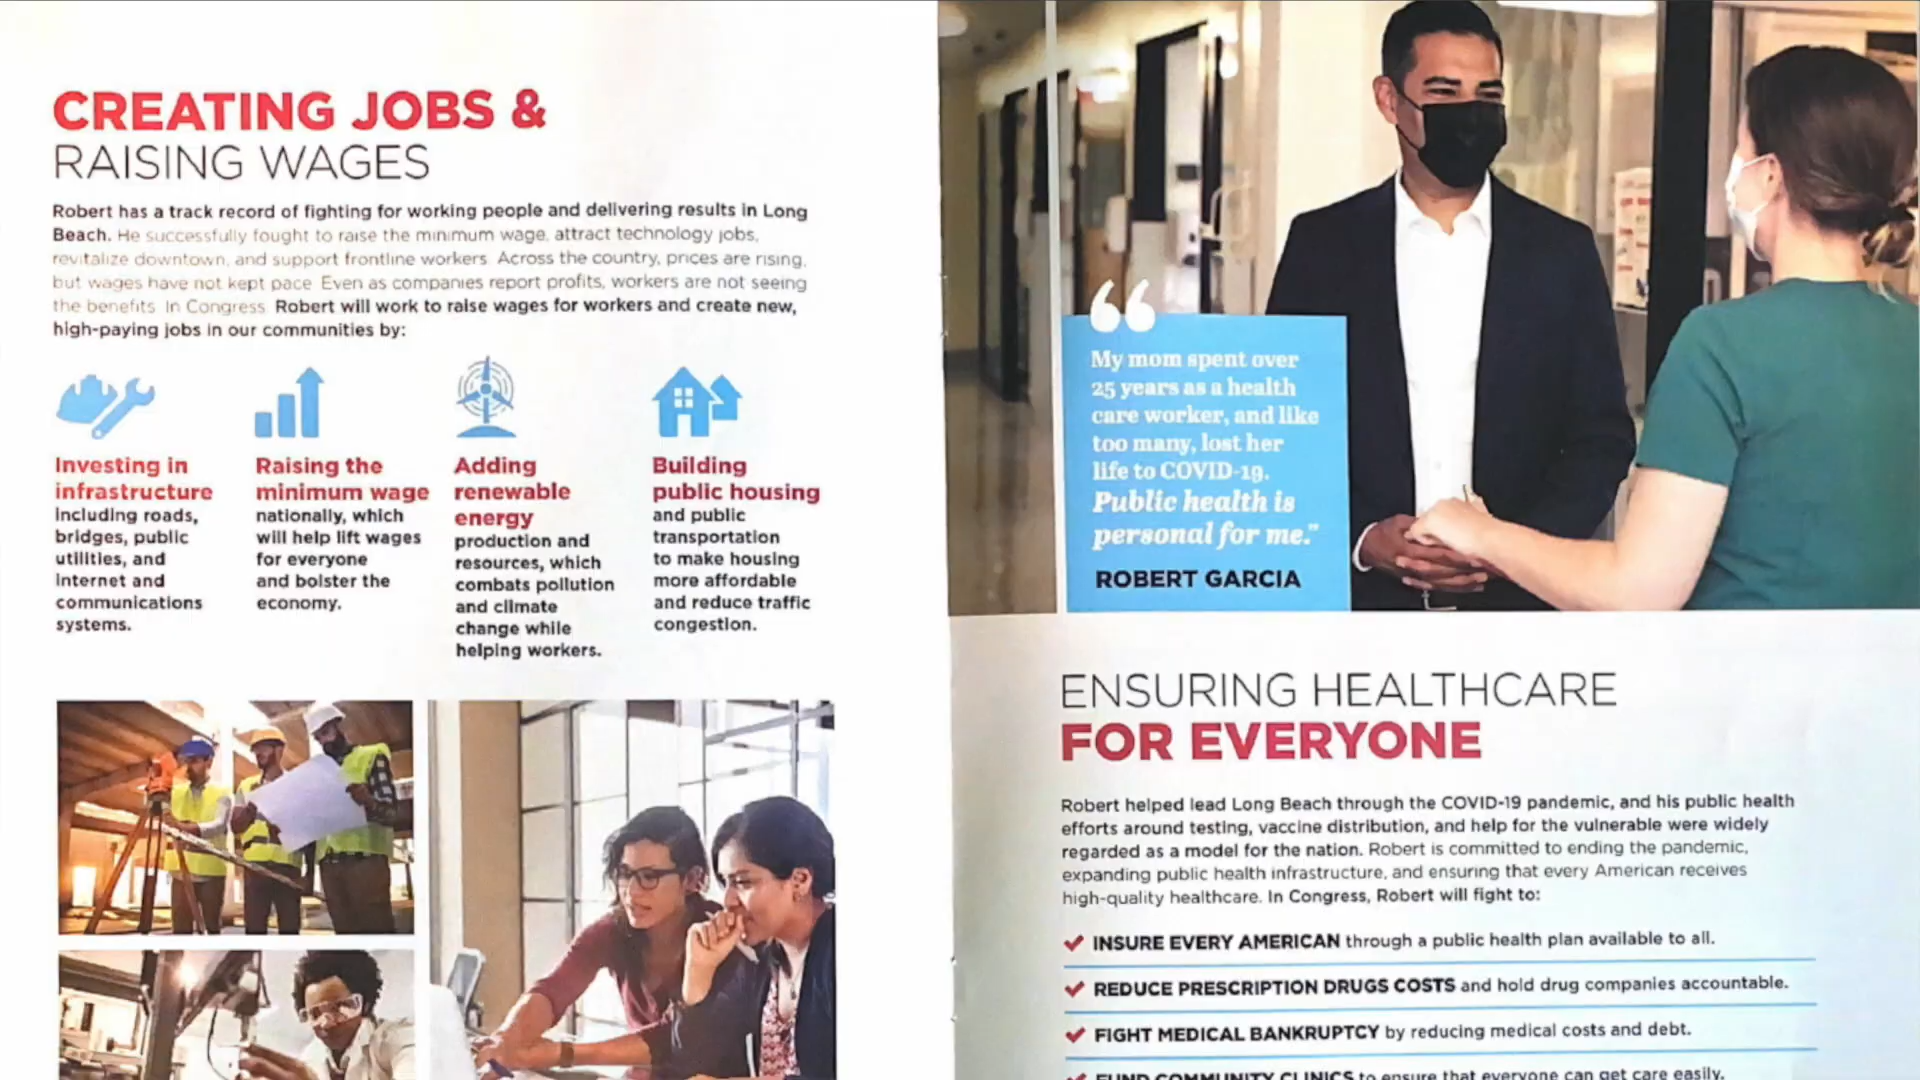 CREATING JOBS &
RAISING WAGES
Robert has a track record of fighting for working people and delivering results in Long
Beach. He successfully fought to raise the minimum wage, attract technology jobs,
revitalize downtown, and support frontline workers. Across the country, prices are rising,
but wages have not kept pace. Even as companies report profits, workers are not seeing
the benefits. In Congress, Robert will work to raise wages for workers and create new,
high-paying jobs in our communities by:
Investing in
infrastructure
including roads,
bridges, public
utilities, and
internet and
communications
systems.
Raising the
minimum wage
nationally, which
will help lift wages
for everyone
and bolster the
economy.
Adding
renewable
energy
production and
resources, which
combats pollution
and climate
change while
helping workers.
Building
public housing
and public
transportation
to make housing
more affordable
and reduce traffic
congestion.
“
My mom spent over
25 years as a health
care worker, and like
too many, lost her
life to COVID-19.
Public health is
personal for me.”
ROBERT GARCIA
ENSURING HEALTHCARE
FOR EVERYONE
Robert helped lead Long Beach through the COVID-19 pandemic, and his public health
efforts around testing, vaccine distribution, and help for the vulnerable were widely
regarded as a model for the nation. Robert is committed to ending the pandemic,
expanding public health infrastructure, and ensuring that every American receives
high-quality healthcare. In Congress, Robert will fight to:
INSURE EVERY AMERICAN through a public health plan available to all.
REDUCE PRESCRIPTION DRUGS COSTS and hold drug companies accountable.
FIGHT MEDICAL BANKRUPTCY by reducing medical costs and debt.
FUND COMMUNITY CLINICS to ensure that everyone can get care easily.